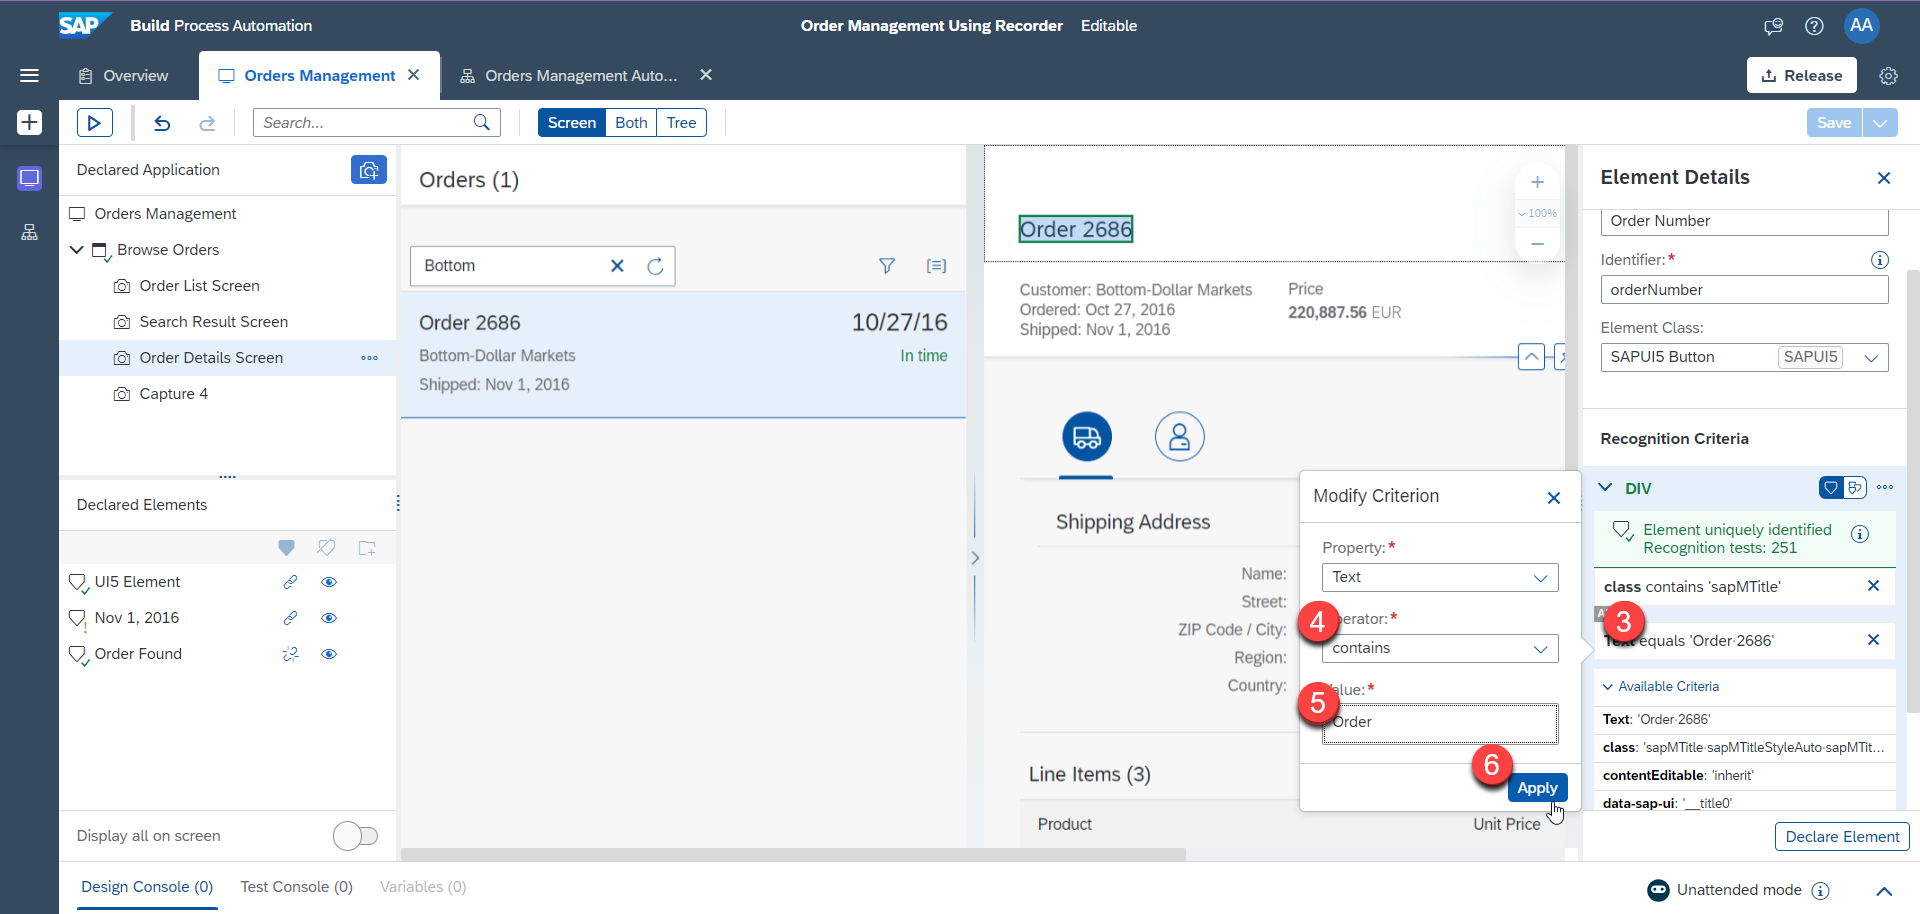 SAP Build Process Automation
Order Management Using Recorder Editable
AA
Overview
Orders Management
Orders Management Auto...
Release
Search...
Screen Both Tree
Save
Declared Application
Orders Management
Browse Orders
Order List Screen
Search Result Screen
Order Details Screen
Capture 4
Declared Elements
UI5 Element
Nov 1, 2016
Order Found
Display all on screen
Orders (1)
Bottom
Order 2686
10/27/16
Bottom-Dollar Markets
In time
Shipped: Nov 1, 2016
Order 2686
100%
Customer: Bottom-Dollar Markets
Ordered: Oct 27, 2016
Shipped: Nov 1, 2016
Price
220,887.56 EUR
Shipping Address
Name:
Street:
ZIP Code / City:
Region:
Country:
Line Items (3)
Product
Unit Price
Modify Criterion
Property:*
Text
4
perator:*
contains
5
alue:*
Order
6
Apply
Element Details
Order Number
Identifier:*
orderNumber
Element Class:
SAPUI5 Button SAPUI5
Recognition Criteria
DIV
Element uniquely identified
Recognition tests: 251
class contains 'sapMTitle'
3
equals 'Order·2686'
Available Criteria
Text: 'Order·2686'
class: 'sapMTitle·sapMTitleStyleAuto·sapMTit...
contentEditable: 'inherit'
data-sap-ui: '__title0'
Declare Element
Design Console (0)
Test Console (0)
Variables (0)
Unattended mode